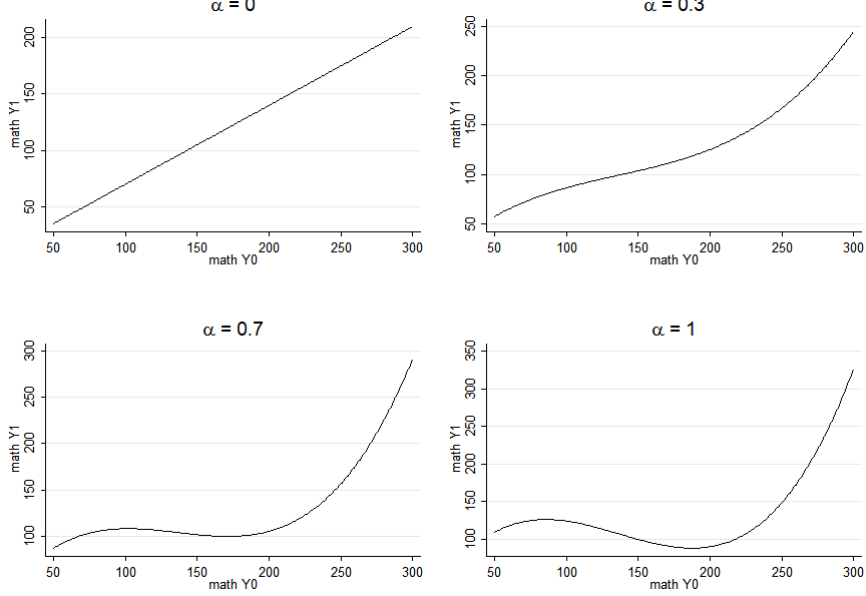 α = 0
α = 0.3
math Y1
50 100 150 200
50 100 150 200 250 300
math Y0
math Y1
50 100 150 200 250
50 100 150 200 250 300
math Y0
α = 0.7
α = 1
math Y1
100 150 200 250 300
50 100 150 200 250 300
math Y0
math Y1
100 150 200 250 300 350
50 100 150 200 250 300
math Y0